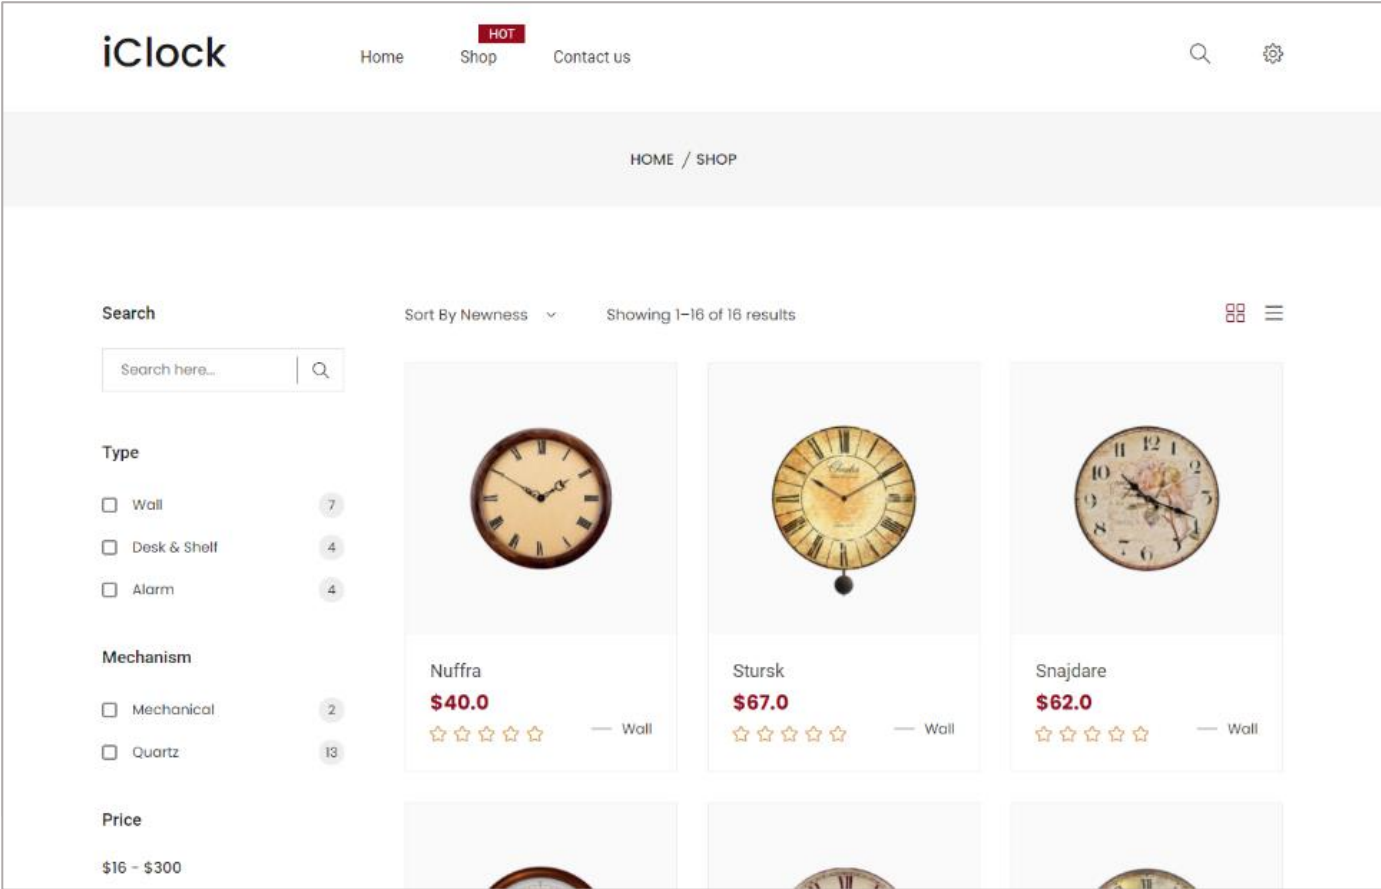 iClock
Home
HOT
Shop
Contact us
HOME / SHOP
Search
Search here...
Type
Wall 7
Desk & Shelf 4
Alarm 4
Mechanism
Mechanical 2
Quartz 13
Price
$16 - $300
Sort By Newness
Showing 1–16 of 16 results
Nuffra
$40.0
Wall
Stursk
$67.0
Wall
Snajdare
$62.0
Wall